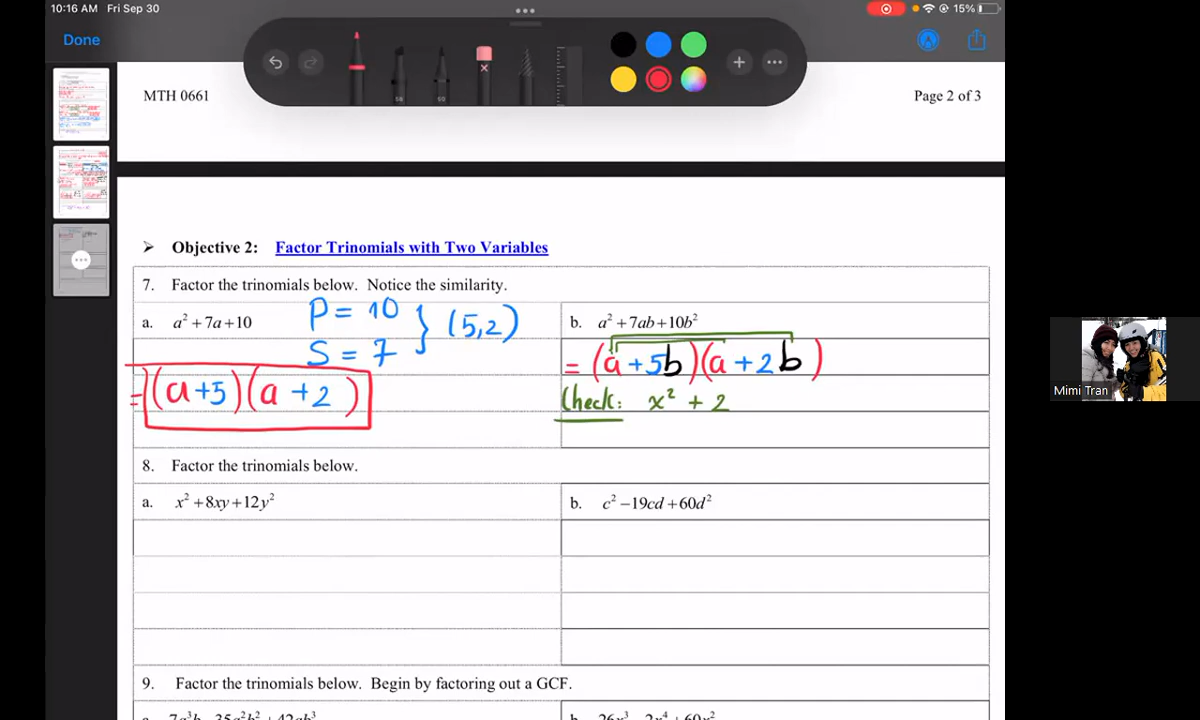 10:16 AM Fri Sep 30
15%
Done
MTH 0661
Page 2 of 3
➢ Objective 2: Factor Trinomials with Two Variables
7. Factor the trinomials below. Notice the similarity.
a. a² + 7a + 10
P = 10
S = 7
} (5,2)
= (a+5)(a+2)
b. a² + 7ab + 10b²
= (a+5b)(a+2b)
Check: x² + 2
Mimi Tran
8. Factor the trinomials below.
a. x² + 8xy + 12y²
b. c² − 19cd + 60d²
9. Factor the trinomials below. Begin by factoring out a GCF.